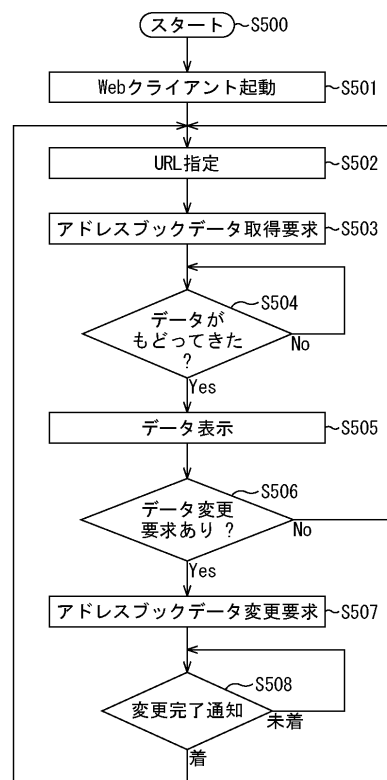 スタート S500
Webクライアント起動 S501
URL指定 S502
アドレスブックデータ取得要求 S503
S504
データが
もどってきた
?
No
Yes
データ表示 S505
S506
データ変更
要求あり ?
No
Yes
アドレスブックデータ変更要求 S507
S508
変更完了通知
未着
着